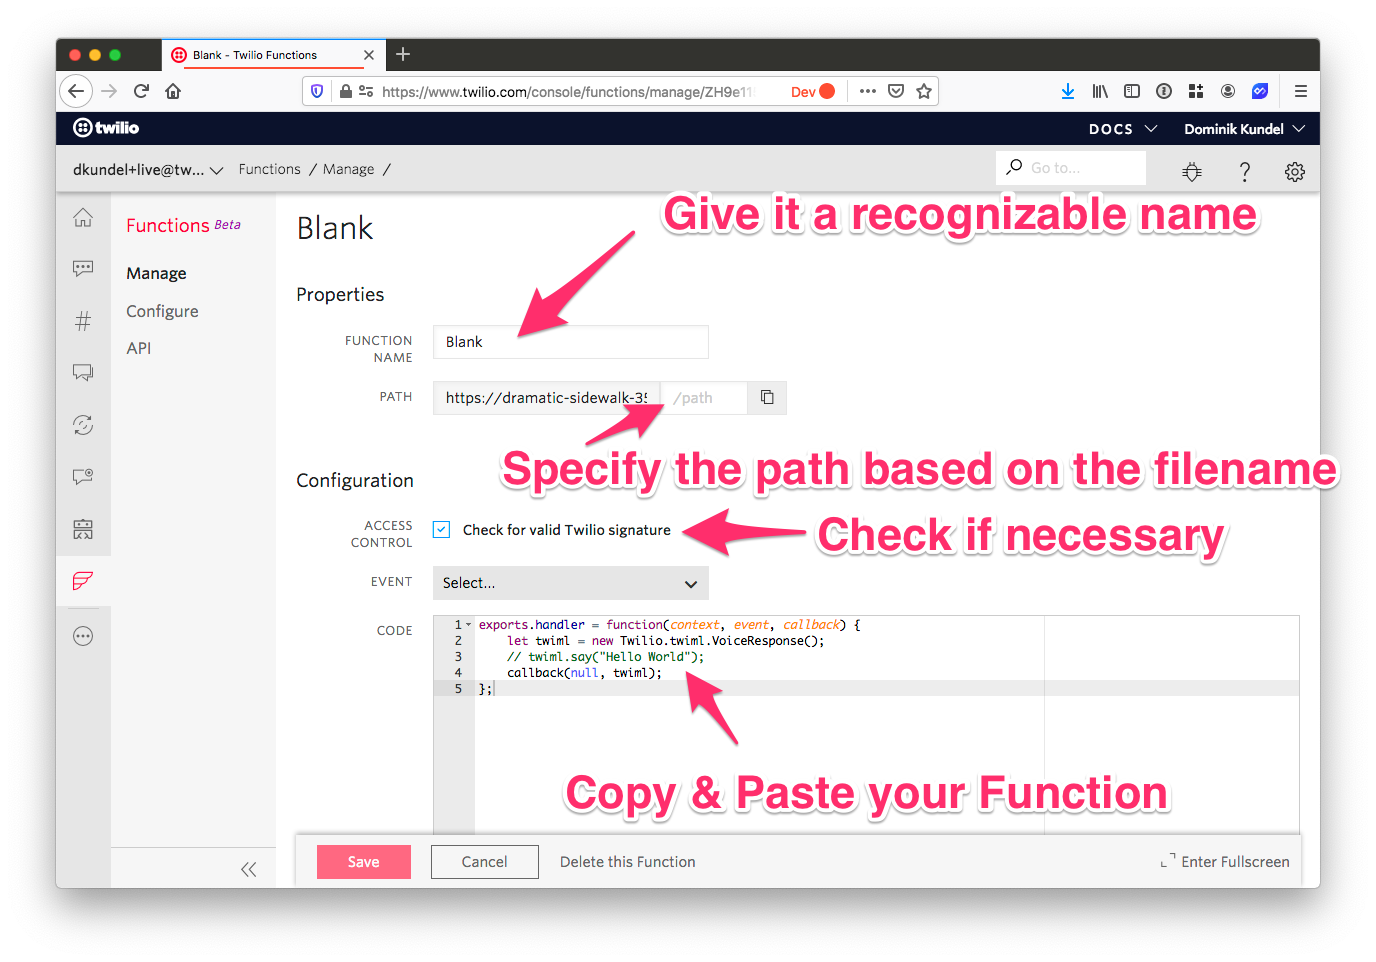 Blank - Twilio Functions
https://www.twilio.com/console/functions/manage/ZH9e11 Dev
twilio
DOCS Dominik Kundel
dkundel+live@tw... Functions / Manage / Go to...
Give it a recognizable name
Functions Beta
Manage
Configure
API
Blank
Properties
FUNCTION NAME Blank
PATH https://dramatic-sidewalk-35 /path
Specify the path based on the filename
Configuration
ACCESS CONTROL Check for valid Twilio signature
Check if necessary
EVENT Select...
CODE
1 exports.handler = function(context, event, callback) {
2 let twiml = new Twilio.twiml.VoiceResponse();
3 // twiml.say("Hello World");
4 callback(null, twiml);
5 };
Copy & Paste your Function
Save Cancel Delete this Function Enter Fullscreen